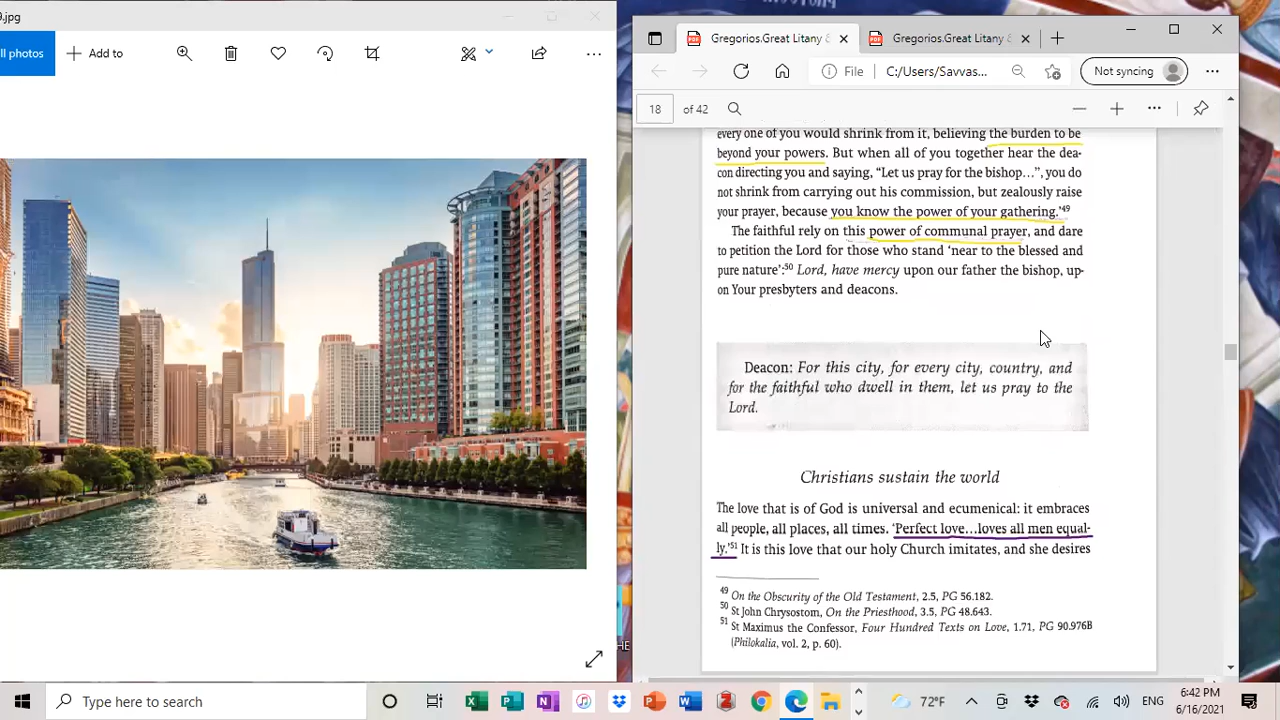 9.jpg
ll photos
Add to
Gregorios.Great Litany &
Gregorios.Great Litany &
File
C:/Users/Savvas...
Not syncing
18 of 42
every one of you would shrink from it, believing the burden to be
beyond your powers. But when all of you together hear the dea-
con directing you and saying, “Let us pray for the bishop...”, you do
not shrink from carrying out his commission, but zealously raise
your prayer, because you know the power of your gathering.’49
The faithful rely on this power of communal prayer, and dare
to petition the Lord for those who stand ‘near to the blessed and
pure nature’:50 Lord, have mercy upon our father the bishop, up-
on Your presbyters and deacons.
Deacon: For this city, for every city, country, and
for the faithful who dwell in them, let us pray to the
Lord.
Christians sustain the world
The love that is of God is universal and ecumenical: it embraces
all people, all places, all times. ‘Perfect love...loves all men equal-
ly.’51 It is this love that our holy Church imitates, and she desires
49 On the Obscurity of the Old Testament, 2.5, PG 56.182.
50 St John Chrysostom, On the Priesthood, 3.5, PG 48.643.
51 St Maximus the Confessor, Four Hundred Texts on Love, 1.71, PG 90.976B
(Philokalia, vol. 2, p. 60).
HE
Type here to search
72°F
ENG
6:42 PM
6/16/2021